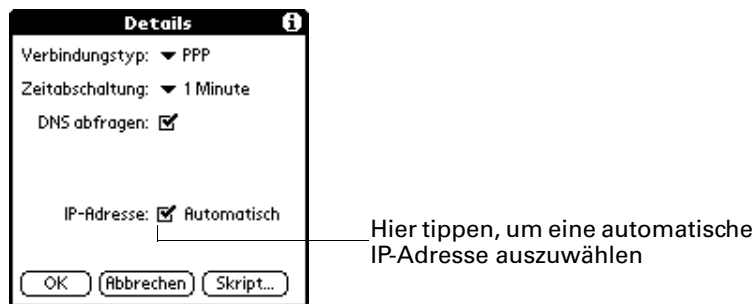 Details
Verbindungstyp: PPP
Zeitabschaltung: 1 Minute
DNS abfragen:
IP-Adresse: Automatisch
Hier tippen, um eine automatische
IP-Adresse auszuwählen
OK Abbrechen Skript...